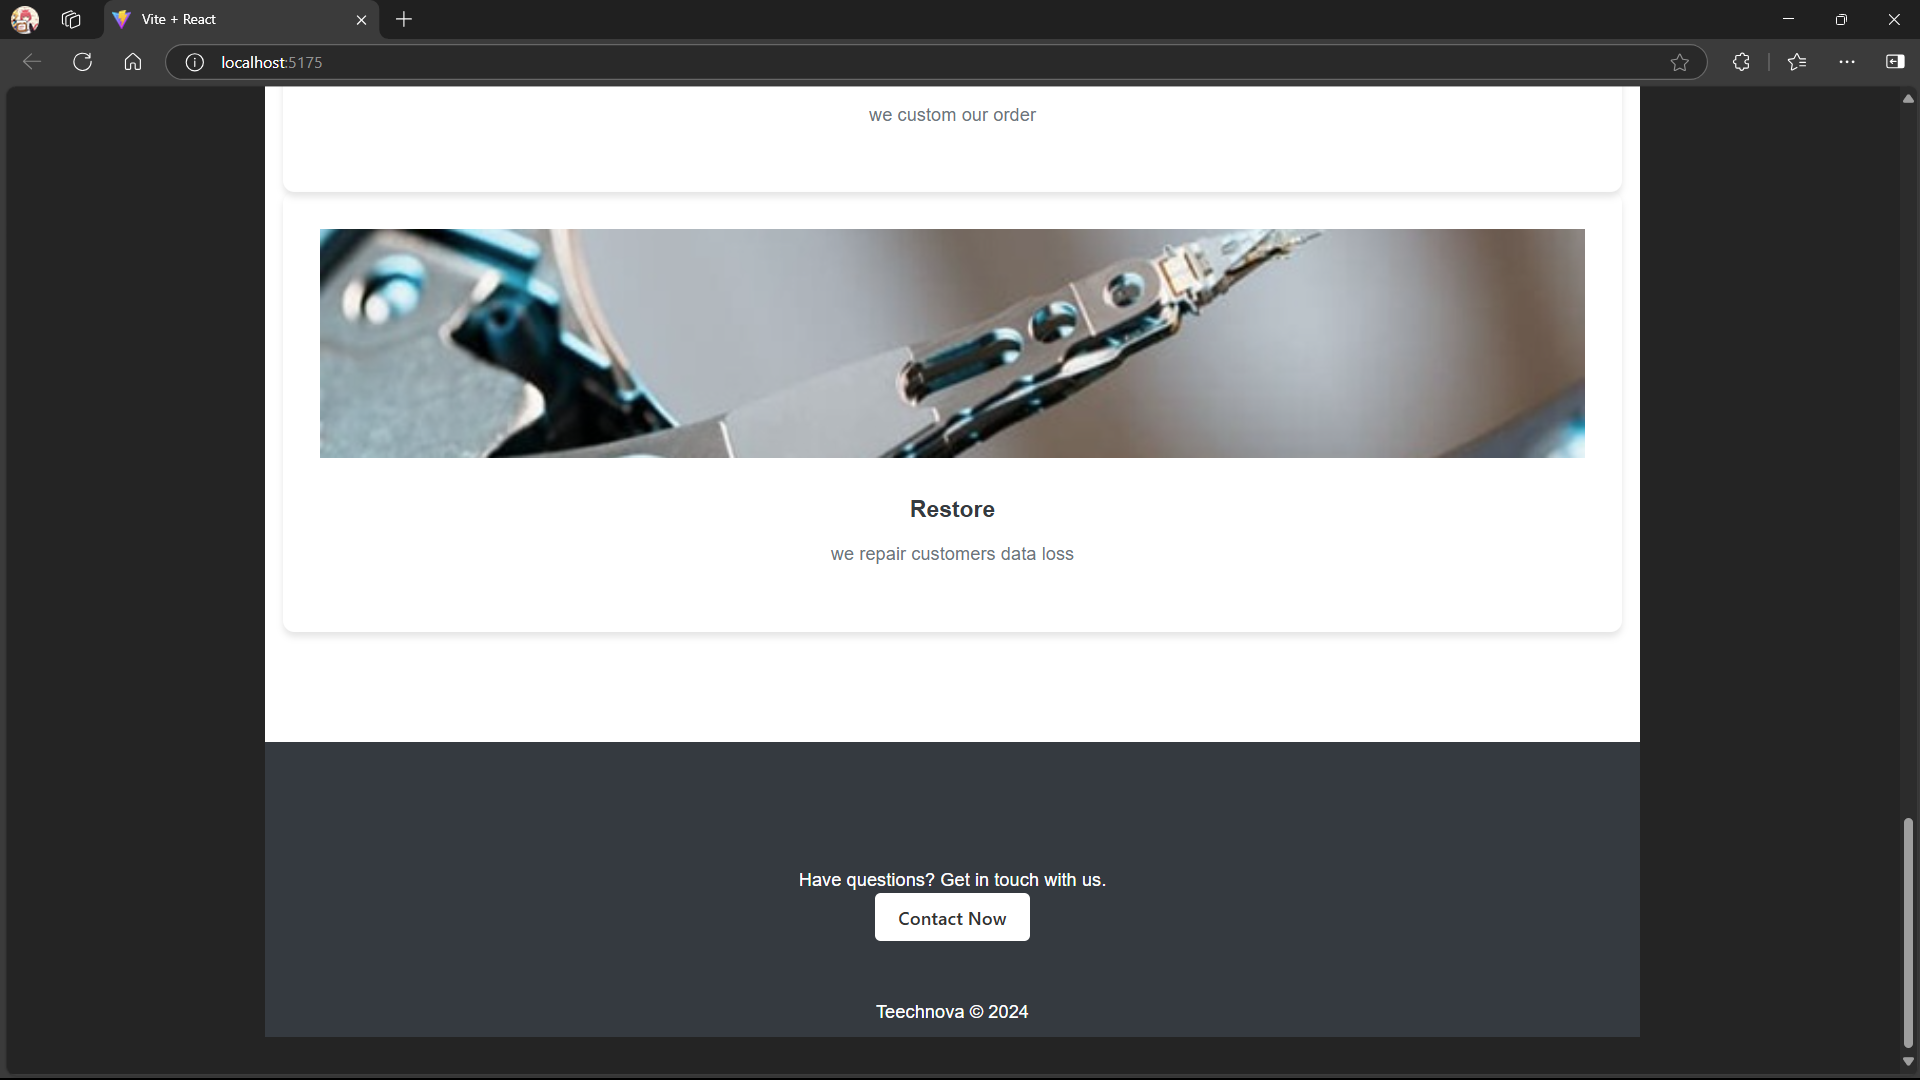 Vite + React
localhost:5175
we custom our order
Restore
we repair customers data loss
Have questions? Get in touch with us.
Contact Now
Teechnova © 2024